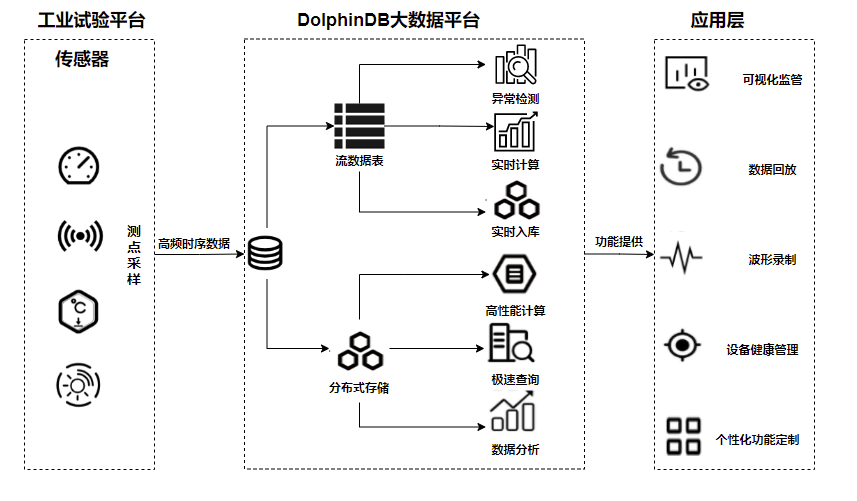 工业试验平台
传感器
测点采样
高频时序数据
DolphinDB大数据平台
流数据表
异常检测
实时计算
实时入库
分布式存储
高性能计算
极速查询
数据分析
功能提供
应用层
可视化监管
数据回放
波形录制
设备健康管理
个性化功能定制
℃